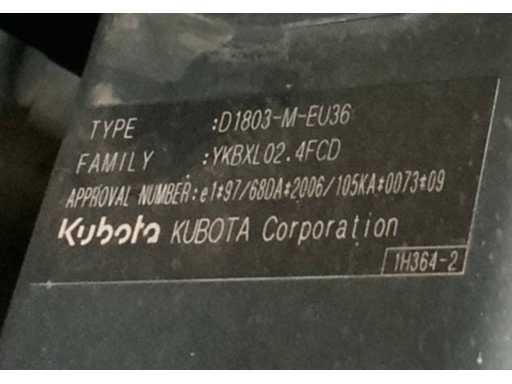 TYPE :D1803-M-EU36
FAMILY :YKBXL02.4FCD
APPROVAL NUMBER:e1*97/68DA*2006/105KA*0073*09
Kubota KUBOTA Corporation
1H364-2